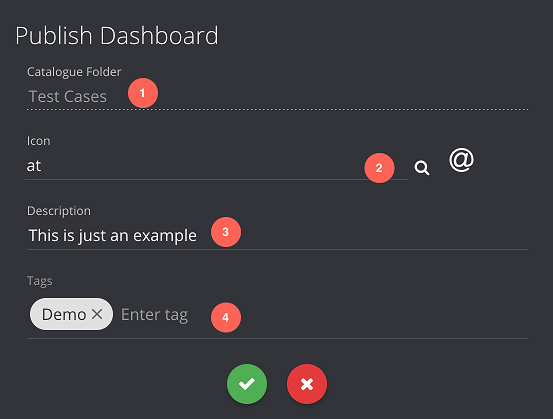 Publish Dashboard
Catalogue Folder
Test Cases 1
Icon
at 2 @
Description
This is just an example 3
Tags
Demo Enter tag 4